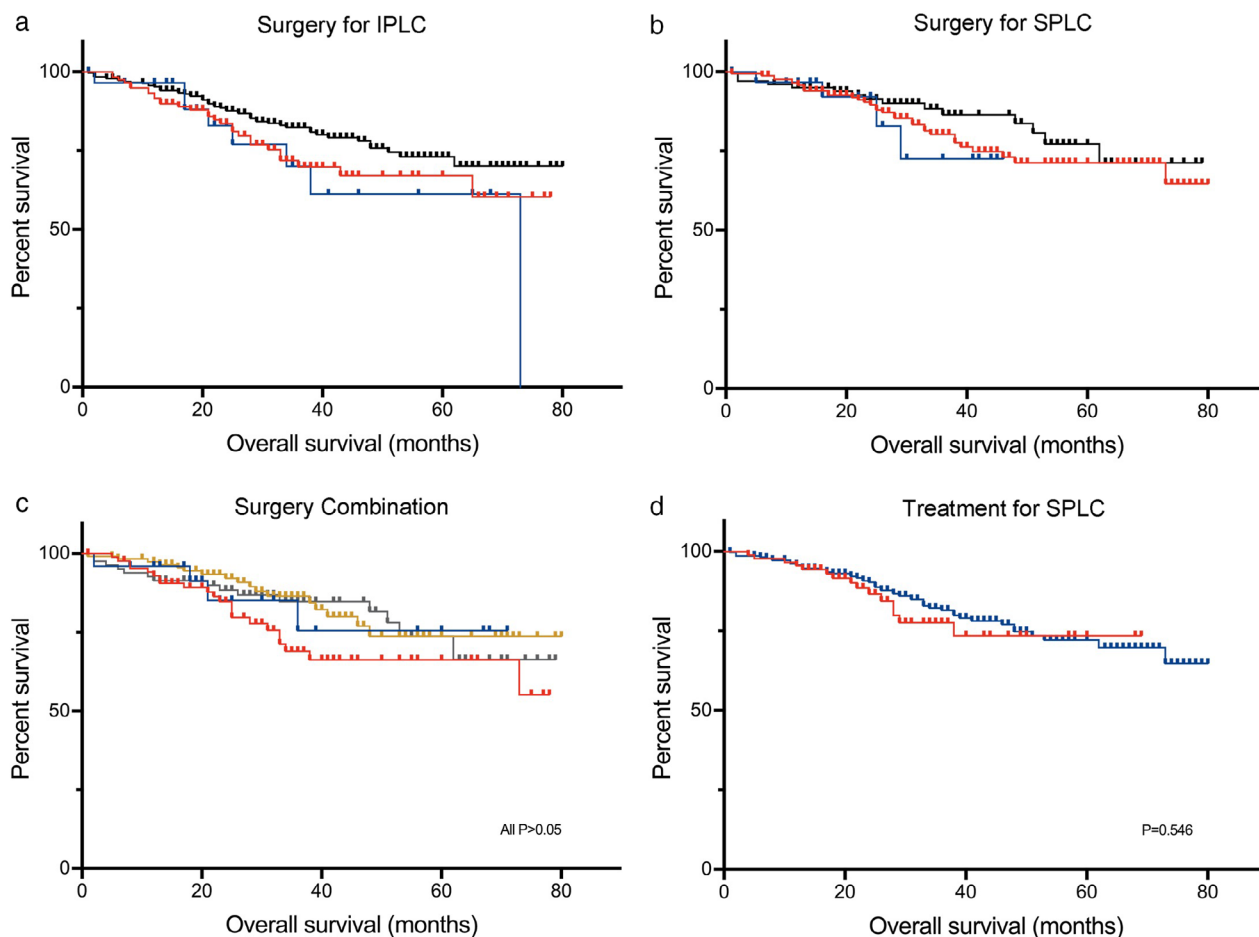 a
Surgery for IPLC
100
50
0
Percent survival
0 20 40 60 80
Overall survival (months)
b
Surgery for SPLC
100
50
0
Percent survival
0 20 40 60 80
Overall survival (months)
c
Surgery Combination
100
50
0
Percent survival
All P>0.05
0 20 40 60 80
Overall survival (months)
d
Treatment for SPLC
100
50
0
Percent survival
P=0.546
0 20 40 60 80
Overall survival (months)